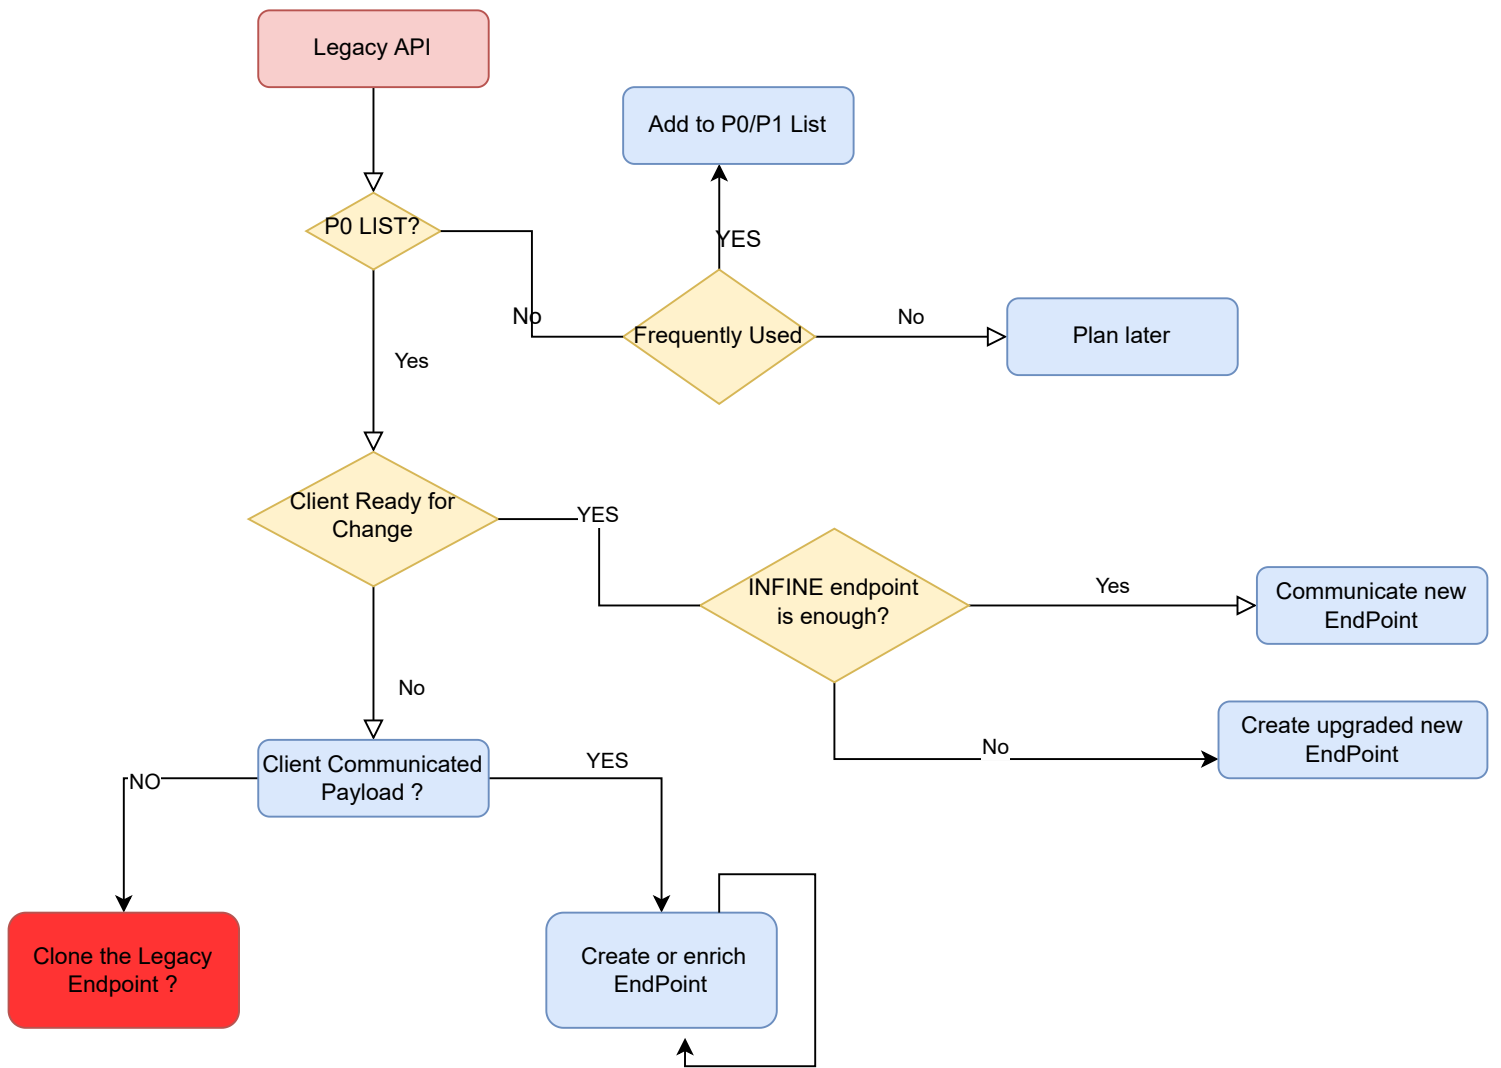 Legacy API
Add to P0/P1 List
P0 LIST?
YES
No
Frequently Used
No
Plan later
Yes
Client Ready for
Change
YES
INFINE endpoint
is enough?
Yes
Communicate new
EndPoint
No
Create upgraded new
EndPoint
No
Client Communicated
Payload ?
NO
YES
Clone the Legacy
Endpoint ?
Create or enrich
EndPoint